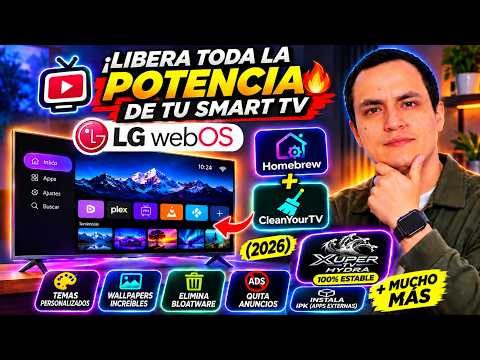 ¡LIBERA TODA LA
POTENCIA
DE TU SMART TV
LG webOS
Inicio
Apps
Ajustes
Buscar
10:24
plex
Homebrew
+
CleanYourTV
(2026)
XUPER
TV
HYDRA
100% ESTABLE
TEMAS
PERSONALIZADOS
WALLPAPERS
INCREÍBLES
ELIMINA
BLOATWARE
ADS
QUITA
ANUNCIOS
INSTALA
IPK (APPS EXTERNAS)
+ MUCHO
MÁS